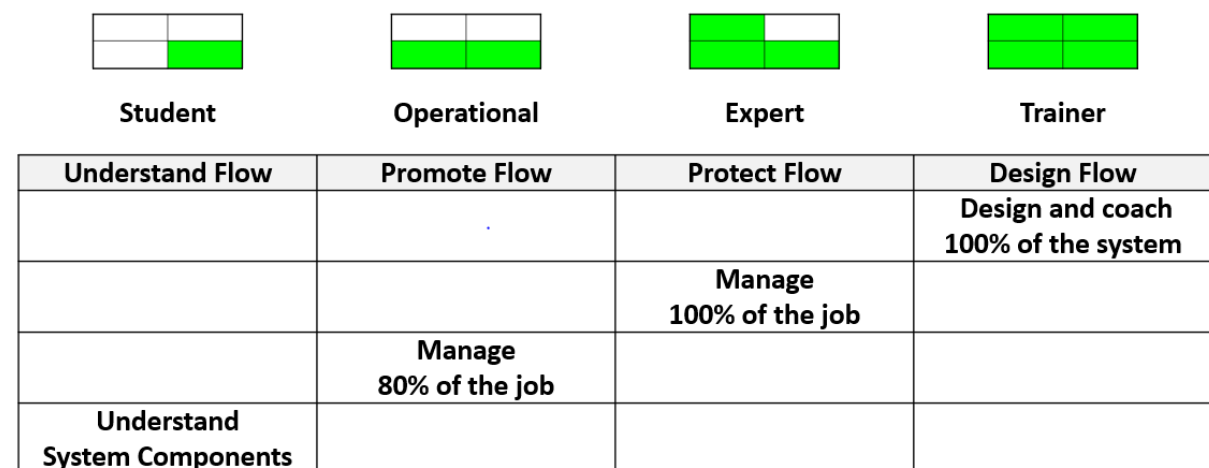 Student Operational Expert Trainer
Understand Flow Promote Flow Protect Flow Design Flow
Design and coach
100% of the system
Manage
100% of the job
Manage
80% of the job
Understand
System Components